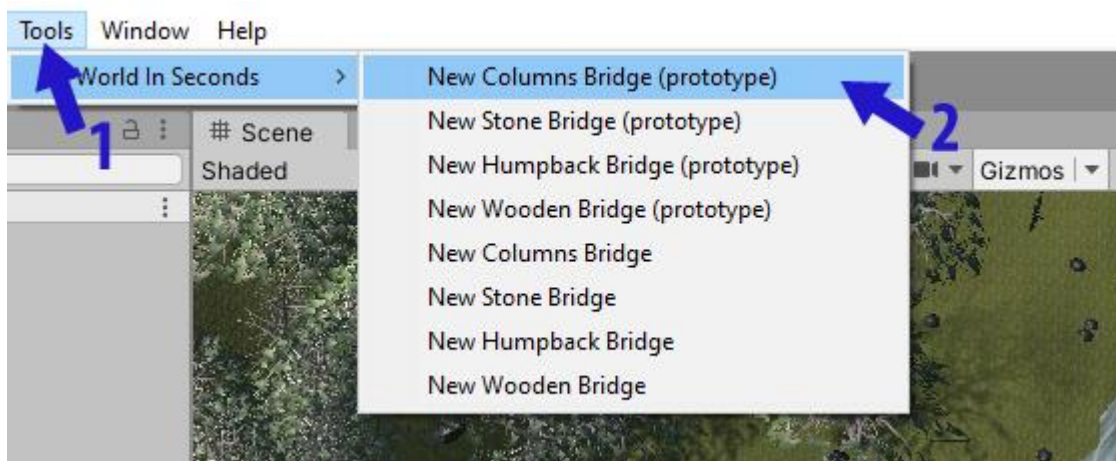 Tools Window Help
World In Seconds >
New Columns Bridge (prototype)
New Stone Bridge (prototype)
New Humpback Bridge (prototype)
New Wooden Bridge (prototype)
New Columns Bridge
New Stone Bridge
New Humpback Bridge
New Wooden Bridge
1
2
# Scene
Shaded
Gizmos